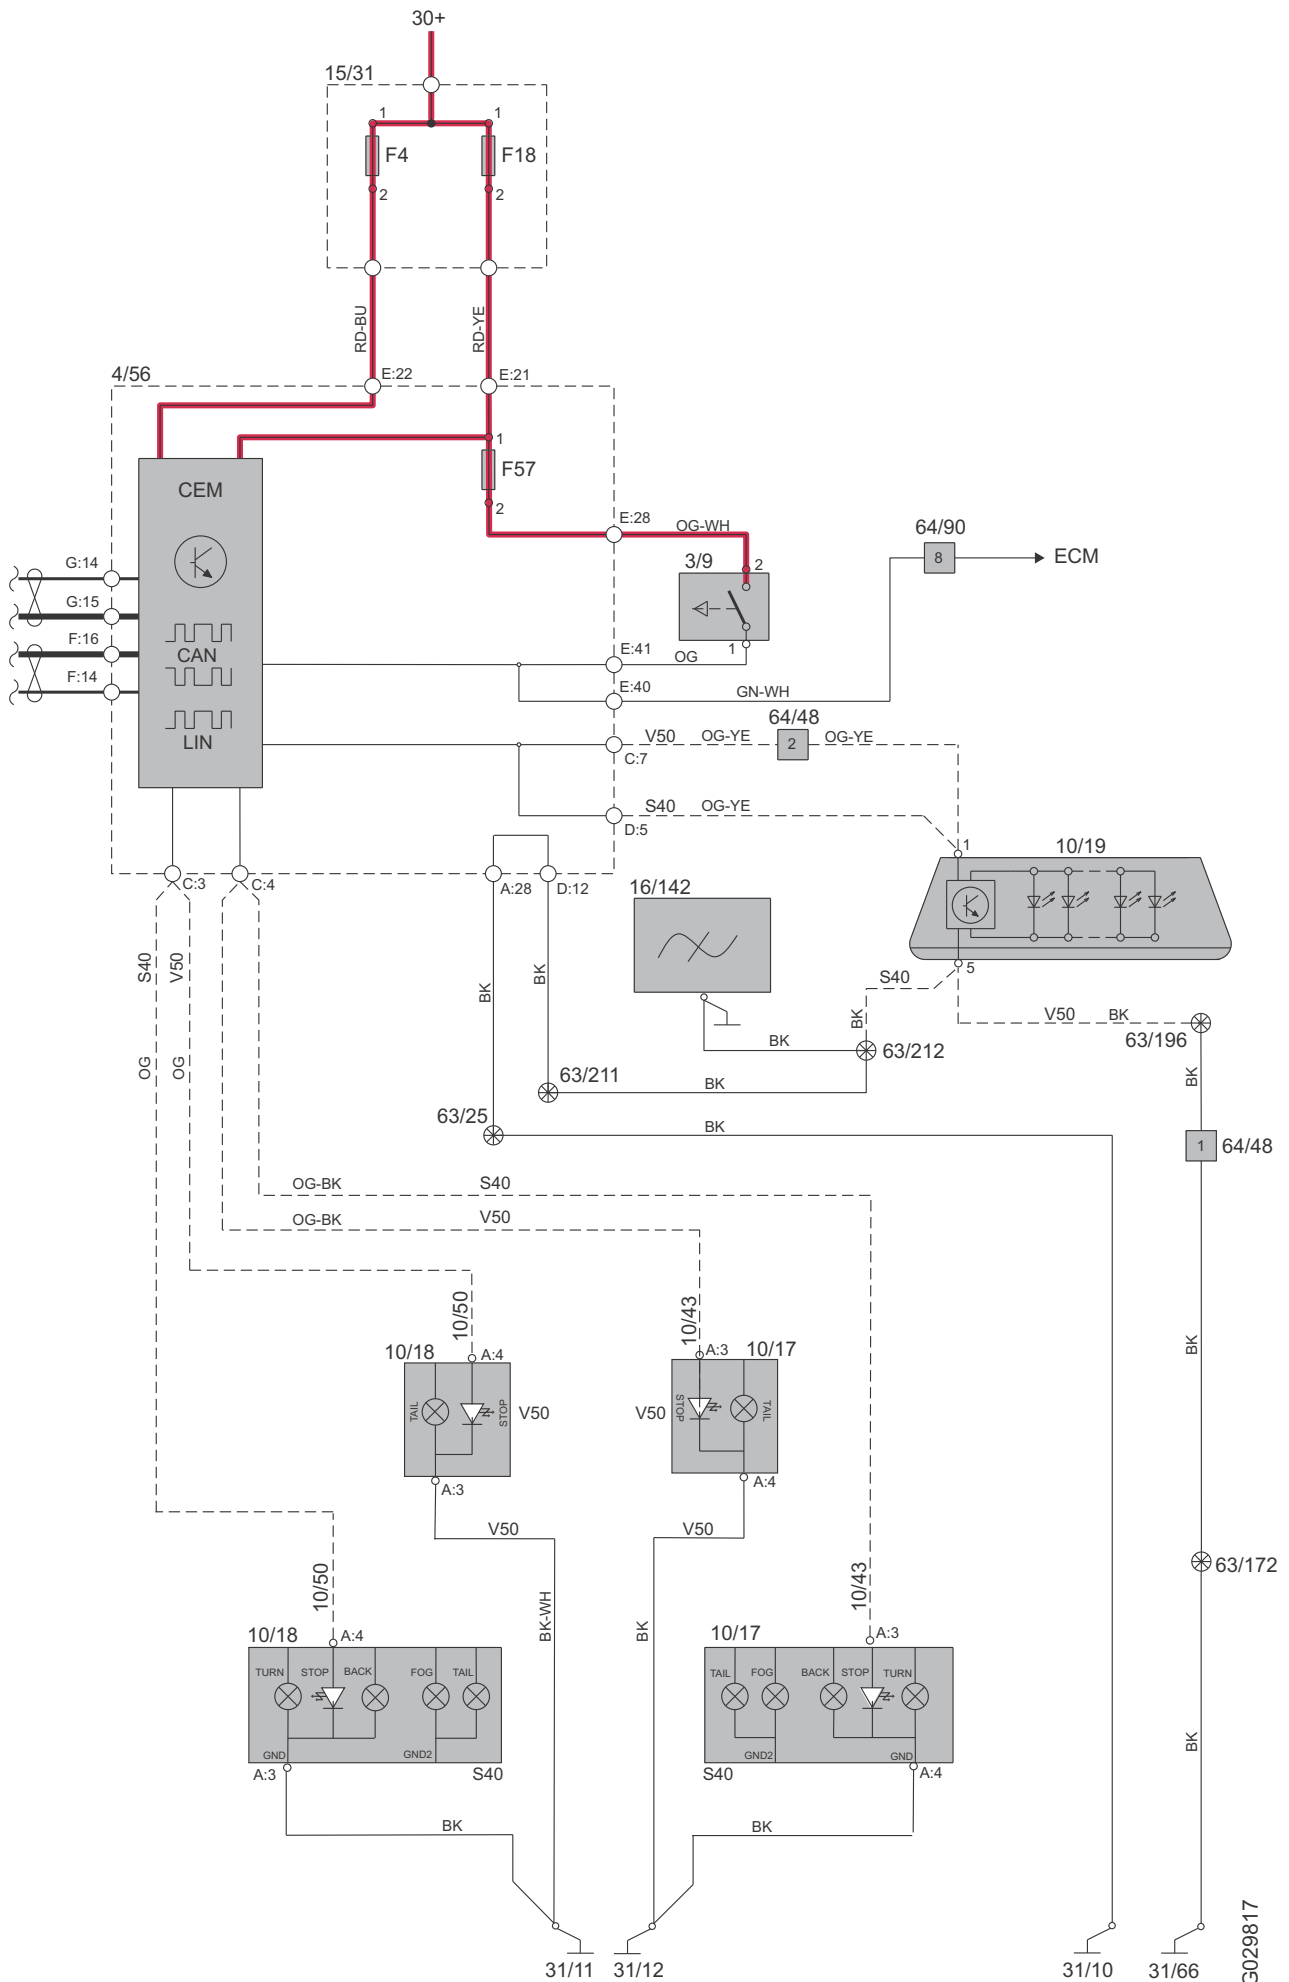 30+
15/31
1
1
F4
F18
2
2
RD-BU
RD-YE
4/56
E:22
E:21
1
CEM
F57
2
E:28
OG-WH
64/90
8
ECM
3/9
2
G:14
G:15
F:16
CAN
F:14
LIN
1
E:41
OG
E:40
GN-WH
64/48
V50
OG-YE
2
OG-YE
C:7
S40
OG-YE
D:5
1
10/19
C:3
C:4
A:28
D:12
16/142
S40
V50
BK
BK
5
S40
BK
V50
BK
63/196
BK
63/212
OG
OG
63/211
BK
BK
63/25
BK
1
64/48
OG-BK
S40
OG-BK
V50
10/50
10/43
10/18
A:4
A:3
10/17
BK
TAIL
STOP
V50
V50
STOP
TAIL
A:3
A:4
V50
V50
63/172
10/50
BK-WH
BK
10/43
10/18
A:4
10/17
A:3
TURN
STOP
BACK
FOG
TAIL
TAIL
FOG
BACK
STOP
TURN
BK
GND
GND2
GND2
GND
A:3
S40
S40
A:4
BK
BK
31/11
31/12
31/10
31/66
G029817